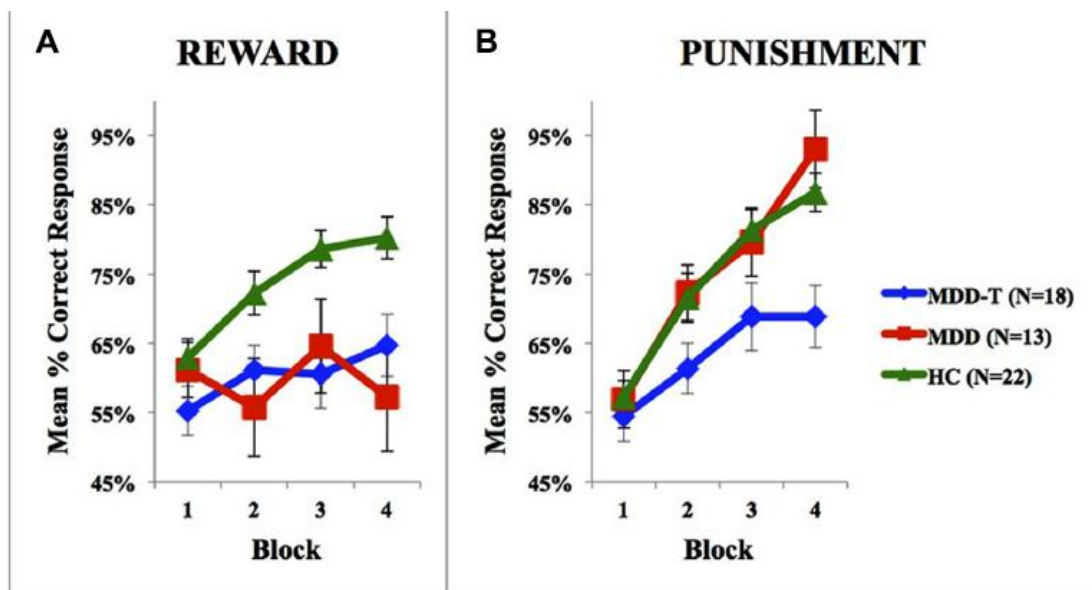 A
REWARD
Mean % Correct Response
95%
85%
75%
65%
55%
45%
1 2 3 4
Block
B
PUNISHMENT
Mean % Correct Response
95%
85%
75%
65%
55%
45%
1 2 3 4
Block
MDD-T (N=18)
MDD (N=13)
HC (N=22)